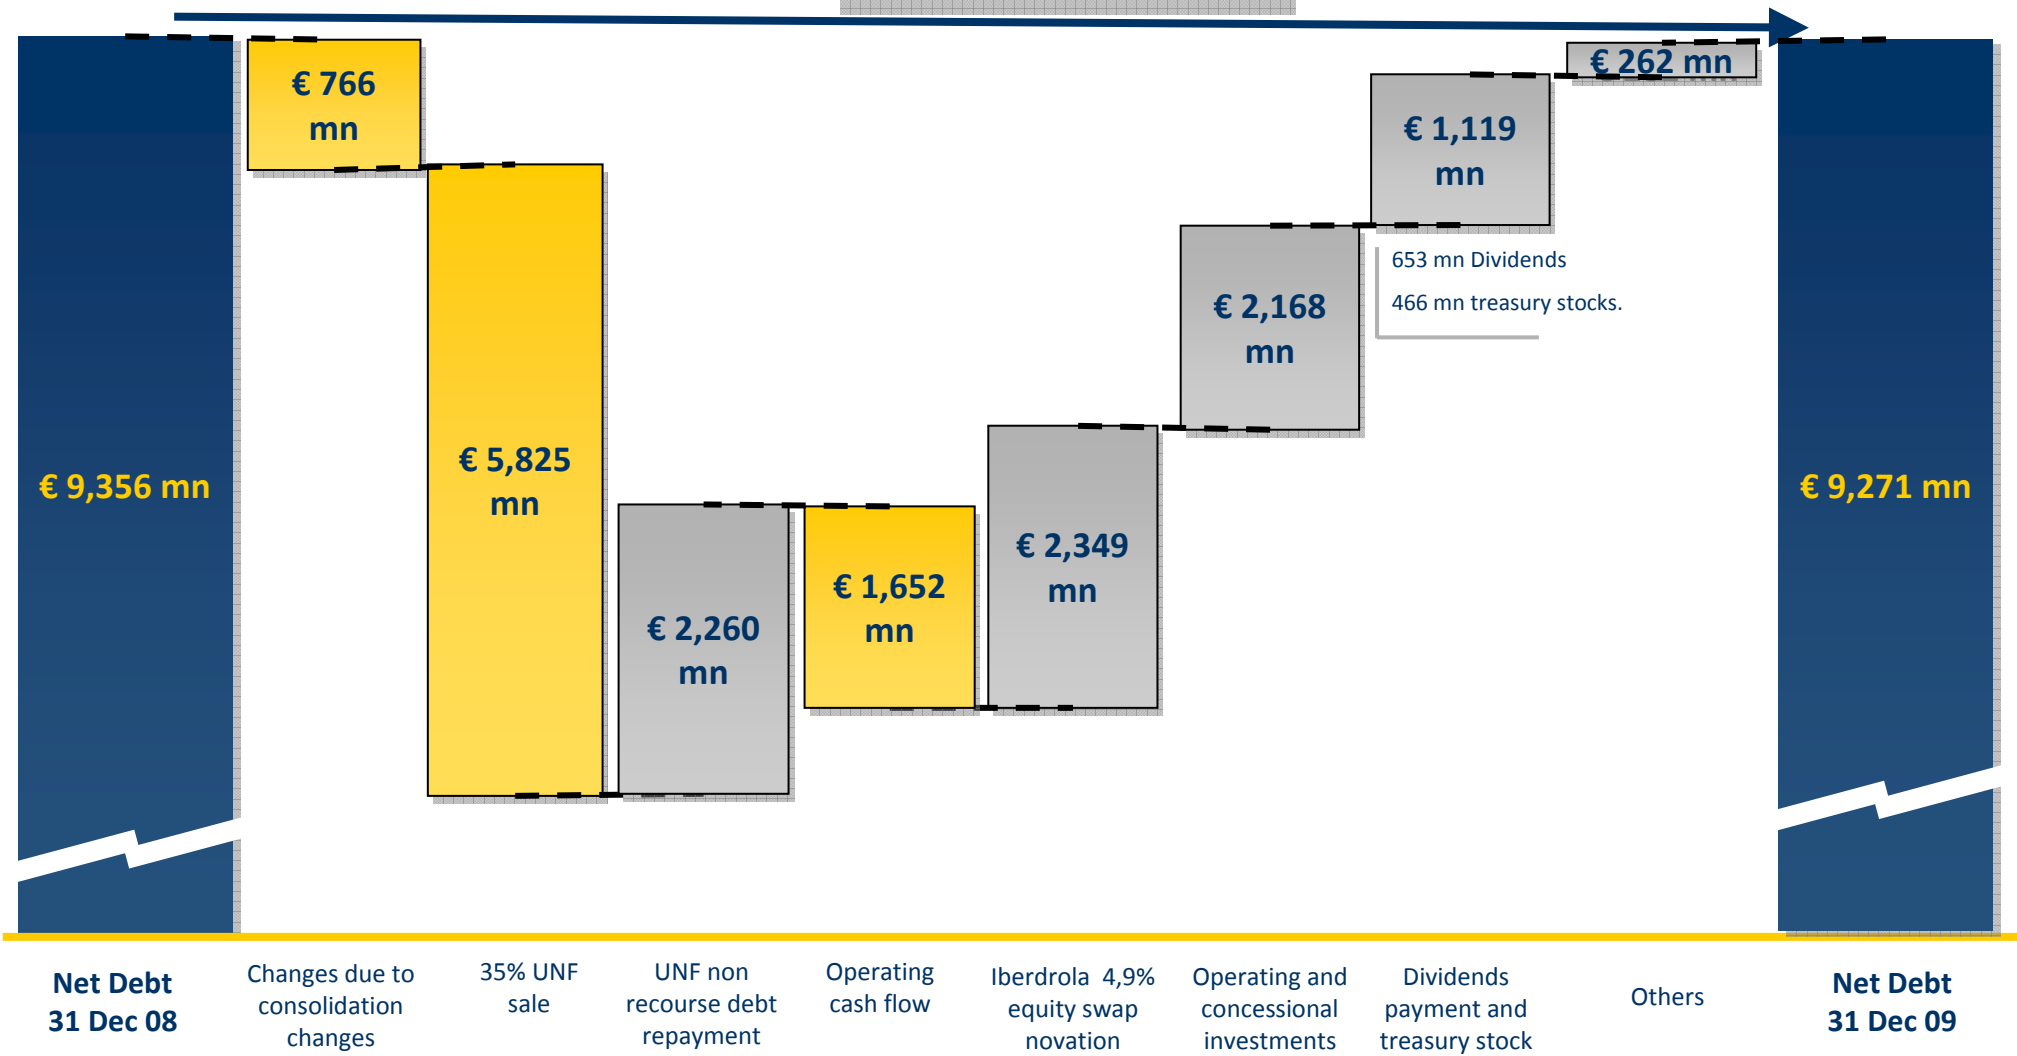 € 9,356 mn
€ 766
mn
€ 5,825
mn
€ 2,260
mn
€ 1,652
mn
€ 2,349
mn
€ 2,168
mn
€ 1,119
mn
653 mn Dividends
466 mn treasury stocks.
€ 262 mn
€ 9,271 mn
Net Debt
31 Dec 08
Changes due to
consolidation
changes
35% UNF
sale
UNF non
recourse debt
repayment
Operating
cash flow
Iberdrola 4,9%
equity swap
novation
Operating and
concessional
investments
Dividends
payment and
treasury stock
Others
Net Debt
31 Dec 09